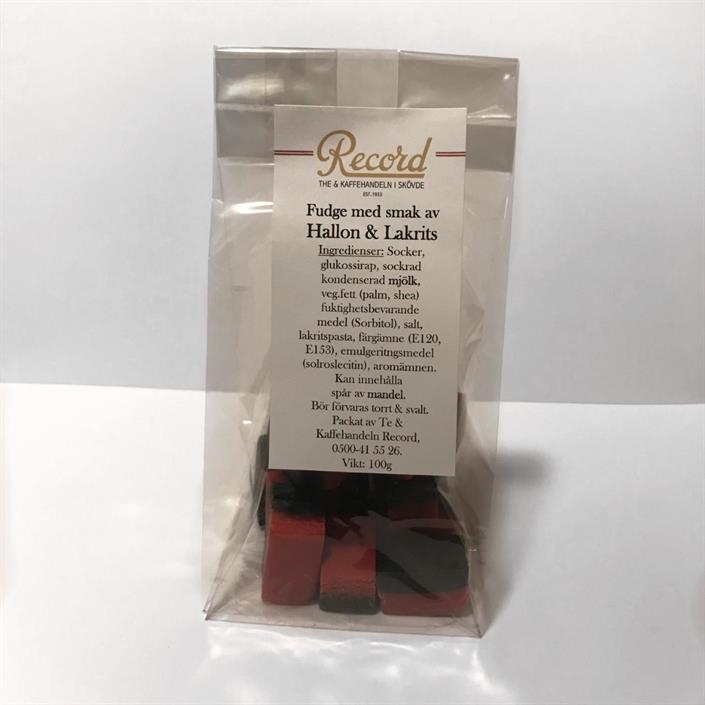 Record
THE & KAFFEHANDELN I SKÖVDE
EST. 1933
Fudge med smak av
Hallon & Lakrits
Ingredienser: Socker,
glukossirap, sockrad
kondenserad mjölk,
veg.fett (palm, shea)
fuktighetsbevarande
medel (Sorbitol), salt,
lakritspasta, färgämne (E120,
E153), emulgeritngsmedel
(solroslecitin), aromämnen.
Kan innehålla
spår av mandel.
Bör förvaras torrt & svalt.
Packat av Te &
Kaffehandeln Record,
0500-41 55 26.
Vikt: 100g